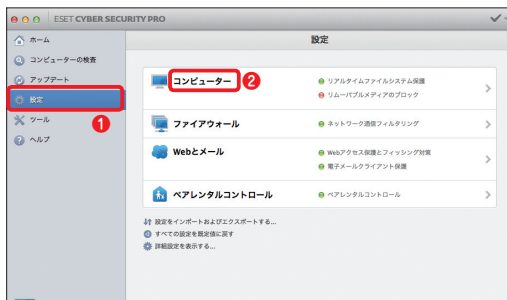 ESET CYBER SECURITY PRO
ホーム
コンピューターの検査
アップデート
設定
ツール
ヘルプ
1
設定
コンピューター
2
リアルタイムファイルシステム保護
リムーバブルメディアのブロック
ファイアウォール
ネットワーク通信フィルタリング
Webとメール
Webアクセス保護とフィッシング対策
電子メールクライアント保護
ペアレンタルコントロール
ペアレンタルコントロール
設定をインポートおよびエクスポートする...
すべての設定を既定値に戻す
詳細設定を表示する...